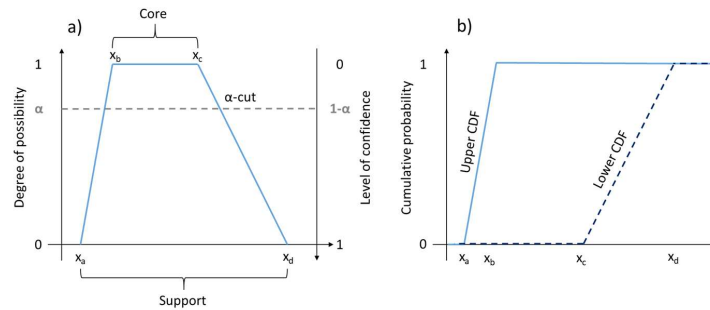 a)
Core
x_b
x_c
1
0
α-cut
α
1-α
Degree of possibility
Level of confidence
0
1
x_a
x_d
Support
b)
1
Cumulative probability
Upper CDF
Lower CDF
0
x_a
x_b
x_c
x_d